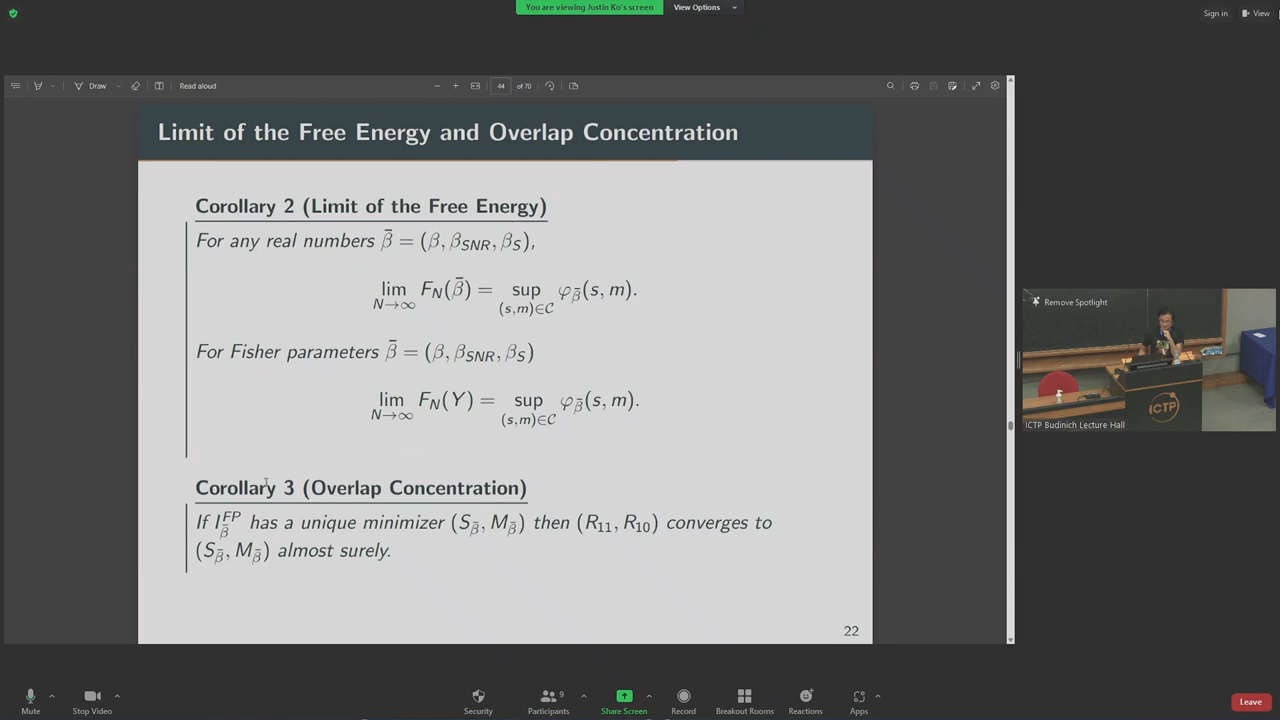 You are viewing Justin Ko's screen
View Options
Sign in
View
Draw
Read aloud
44
of 70
Limit of the Free Energy and Overlap Concentration
Corollary 2 (Limit of the Free Energy)
For any real numbers β̄ = (β, β_SNR, β_S),
lim_{N→∞} F_N(β̄) = sup_{(s,m)∈𝒞} φ_β̄(s, m).
For Fisher parameters β̄ = (β, β_SNR, β_S)
lim_{N→∞} F_N(Y) = sup_{(s,m)∈𝒞} φ_β̄(s, m).
Corollary 3 (Overlap Concentration)
If I_β̄^FP has a unique minimizer (S_β̄, M_β̄) then (R₁₁, R₁₀) converges to
(S_β̄, M_β̄) almost surely.
22
Remove Spotlight
ICTP
ICTP Budinich Lecture Hall
Mute
Stop Video
Security
Participants
9
Share Screen
Record
Breakout Rooms
Reactions
Apps
Leave